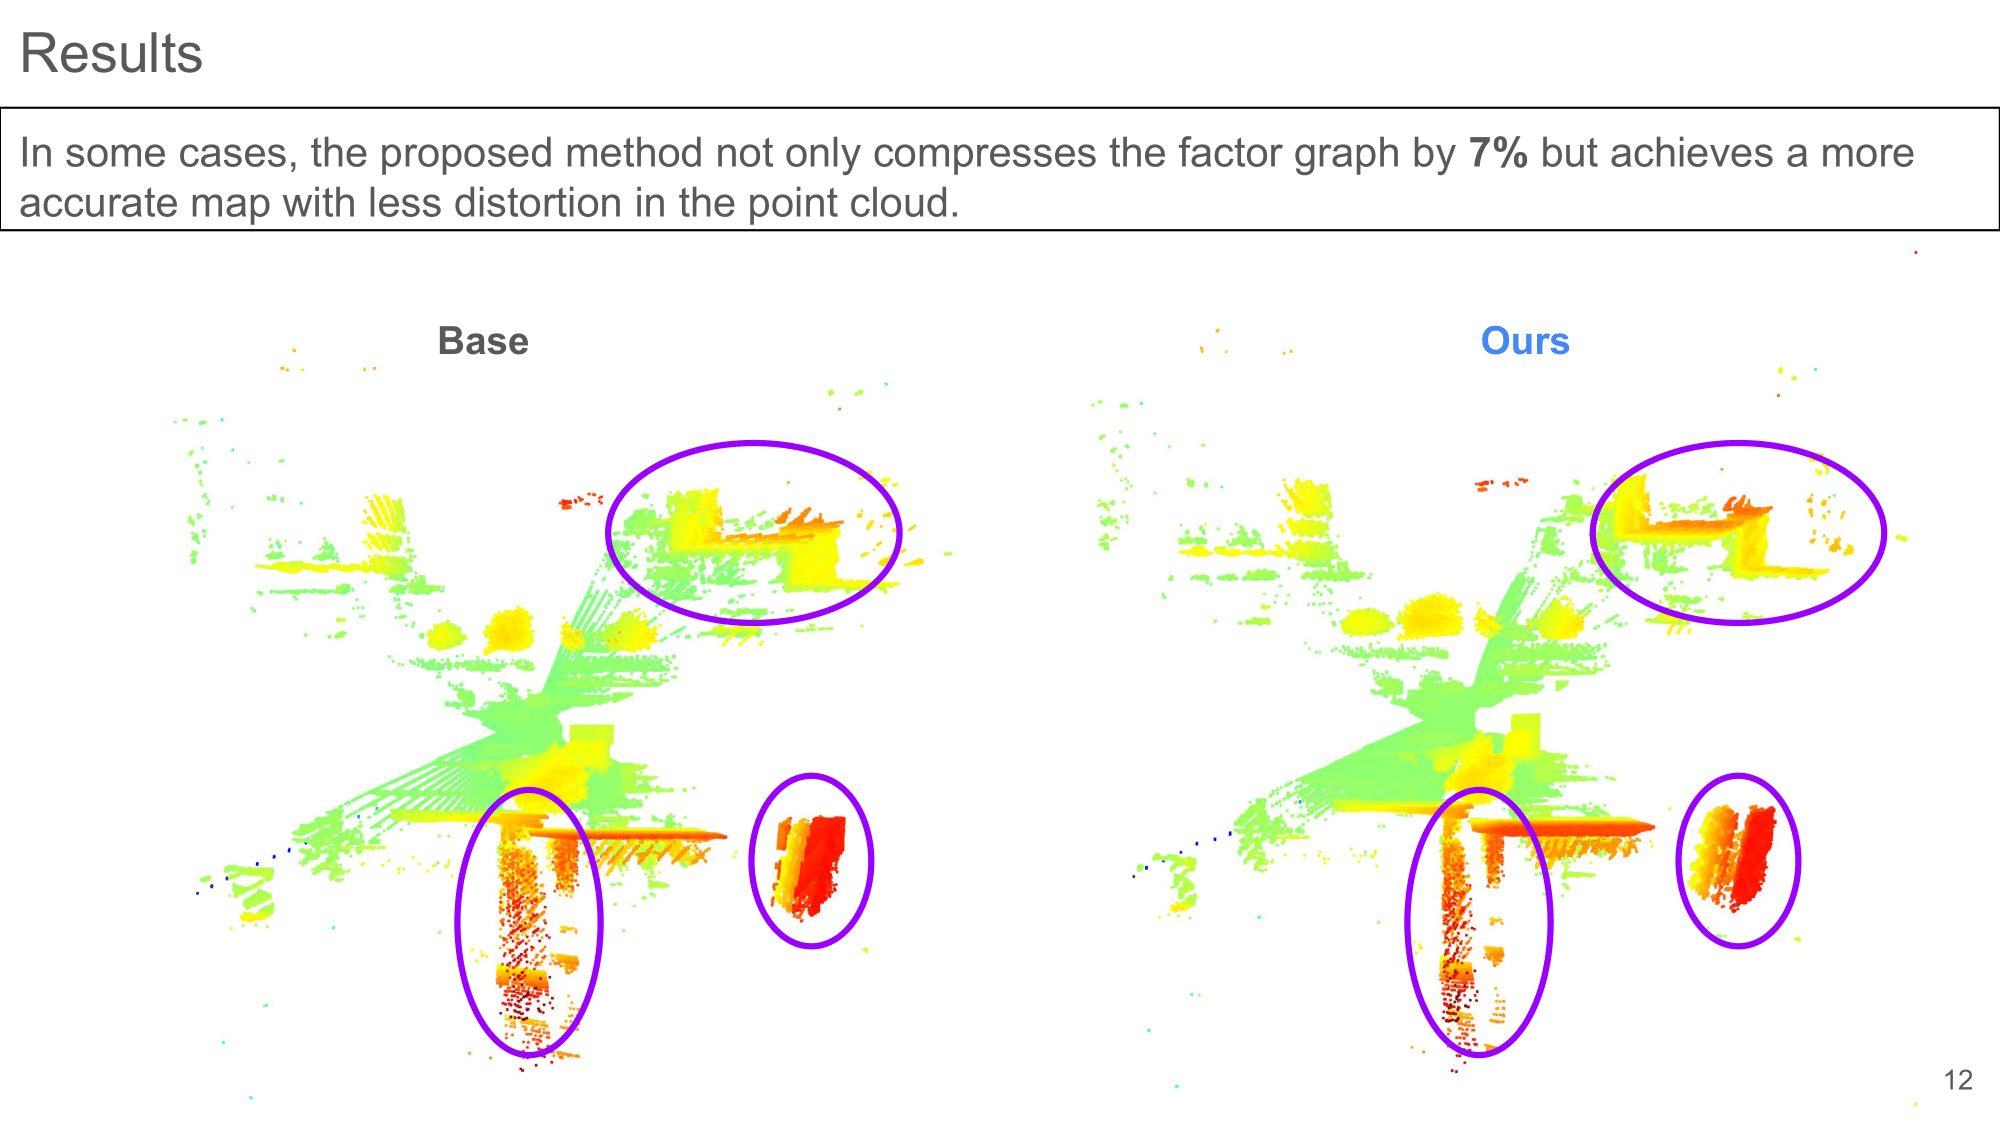 Results
In some cases, the proposed method not only compresses the factor graph by 7% but achieves a more
accurate map with less distortion in the point cloud.
Base
Ours
12